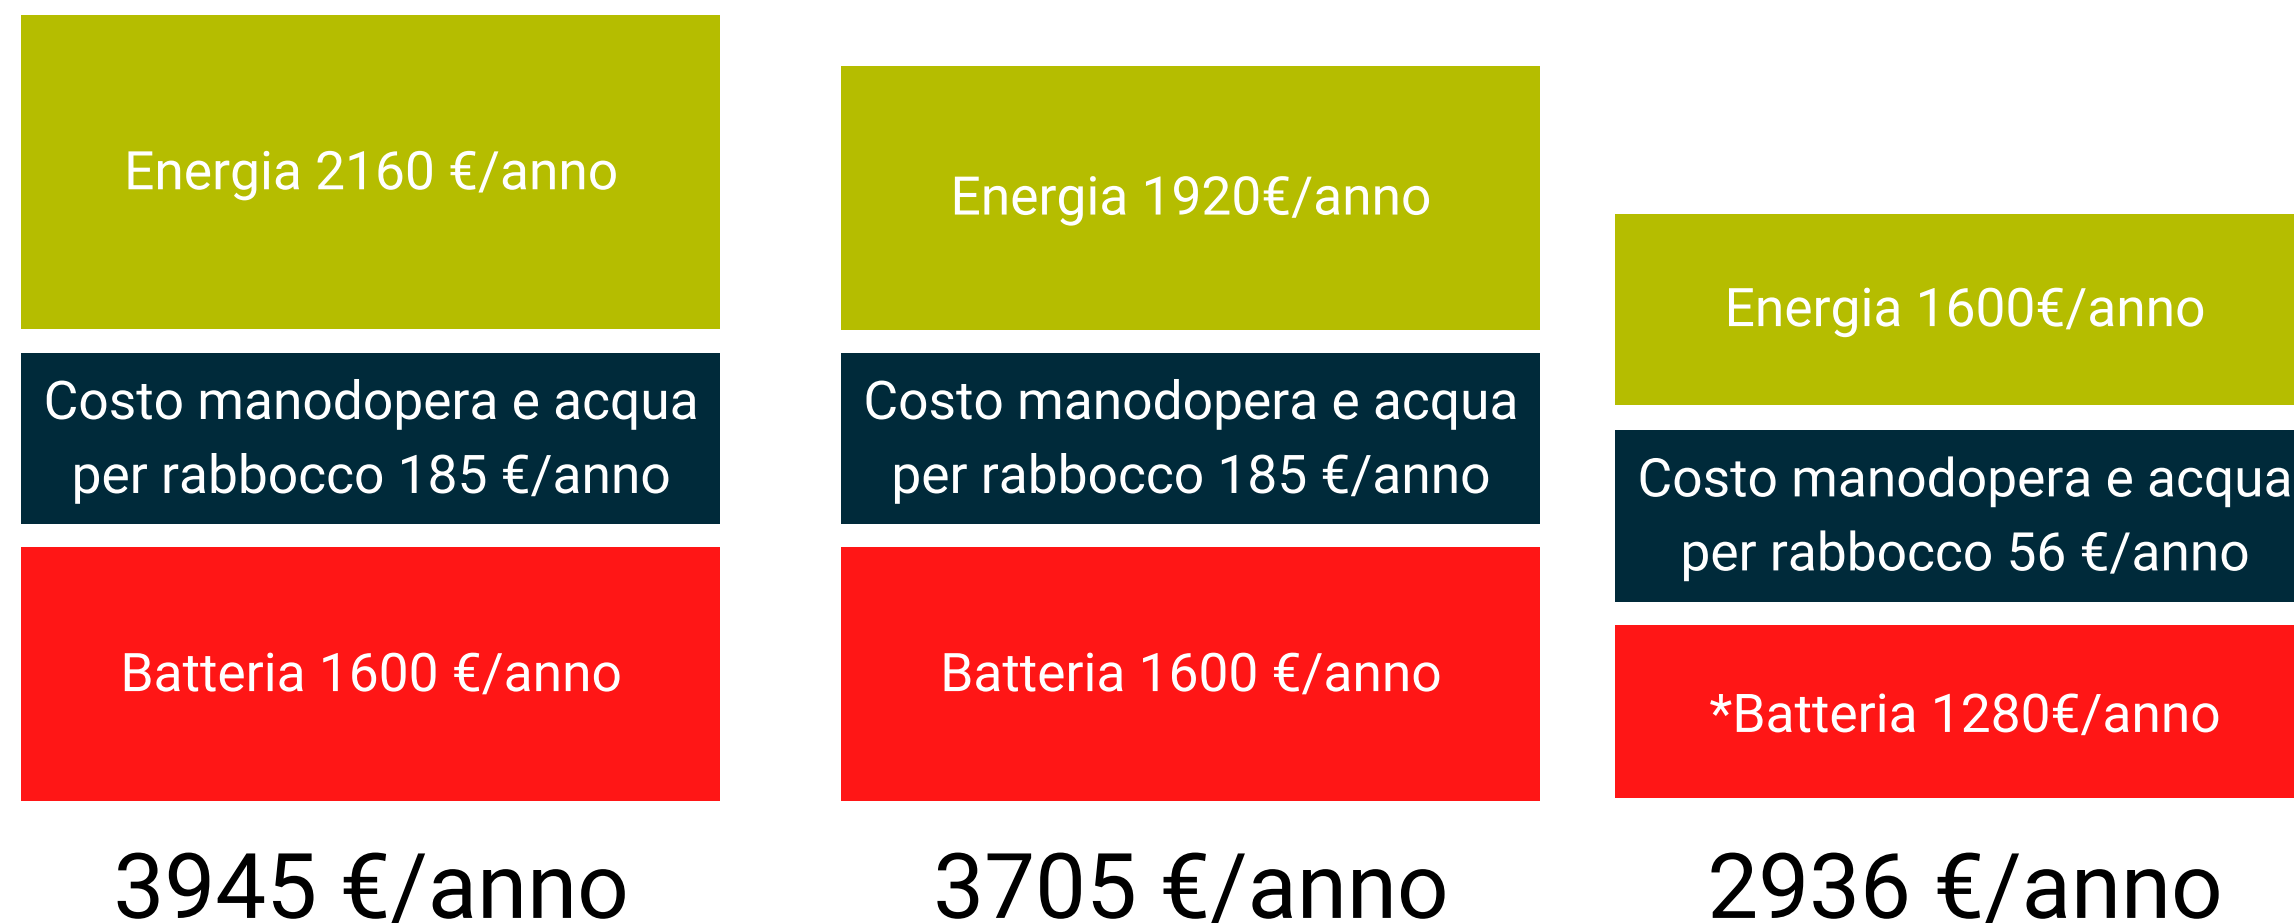 Energia 2160 €/anno
Costo manodopera e acqua
per rabbocco 185 €/anno
Batteria 1600 €/anno
3945 €/anno
Energia 1920€/anno
Costo manodopera e acqua
per rabbocco 185 €/anno
Batteria 1600 €/anno
3705 €/anno
Energia 1600€/anno
Costo manodopera e acqua
per rabbocco 56 €/anno
*Batteria 1280€/anno
2936 €/anno